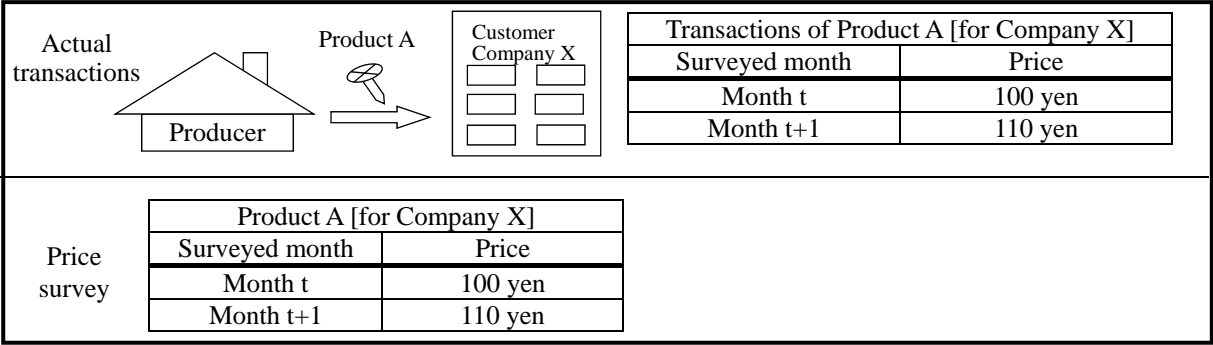 Actual
transactions
Producer
Product A
Customer
Company X
Transactions of Product A [for Company X]
Surveyed month Price
Month t 100 yen
Month t+1 110 yen
Price
survey
Product A [for Company X]
Surveyed month Price
Month t 100 yen
Month t+1 110 yen